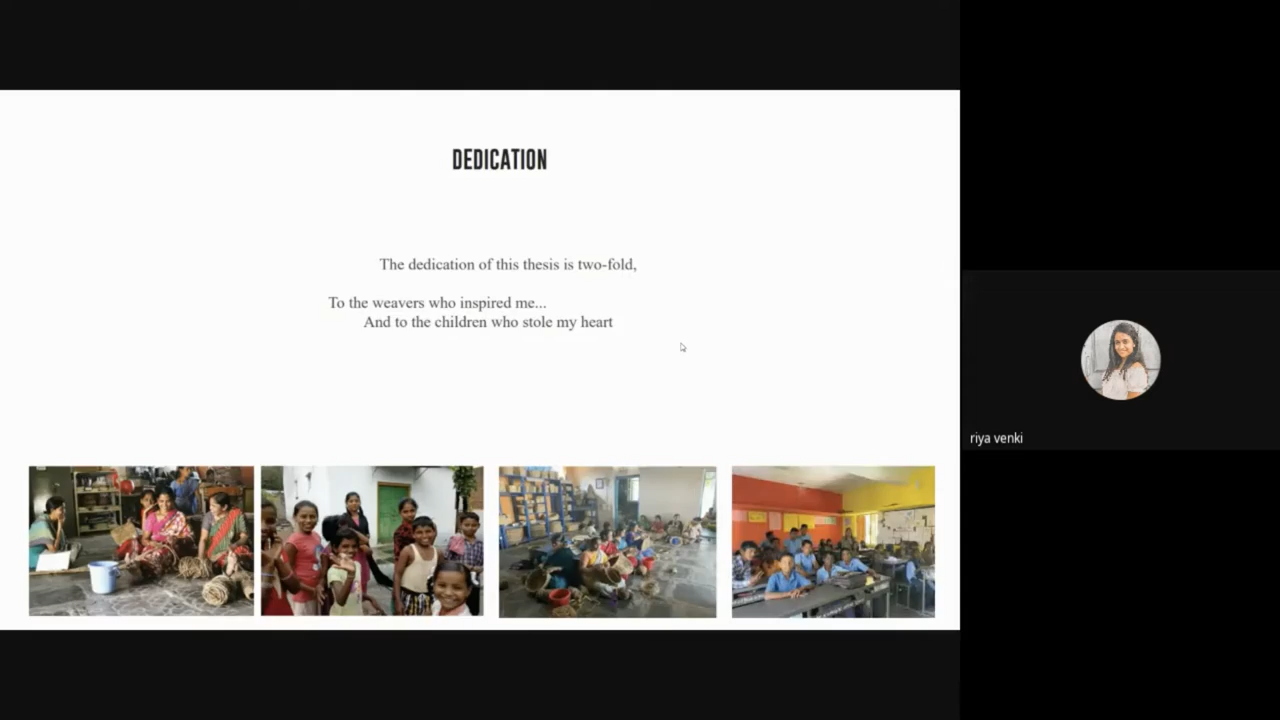 DEDICATION
The dedication of this thesis is two-fold,
To the weavers who inspired me...
And to the children who stole my heart
riya venki